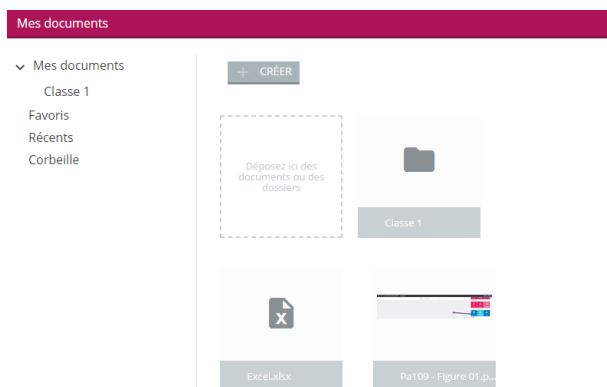 Mes documents
Mes documents
Classe 1
Favoris
Récents
Corbeille
+ CRÉER
Déposez ici des
documents ou des
dossiers
Classe 1
X
Excel.xlsx
Pa109 - Figure 01.p...